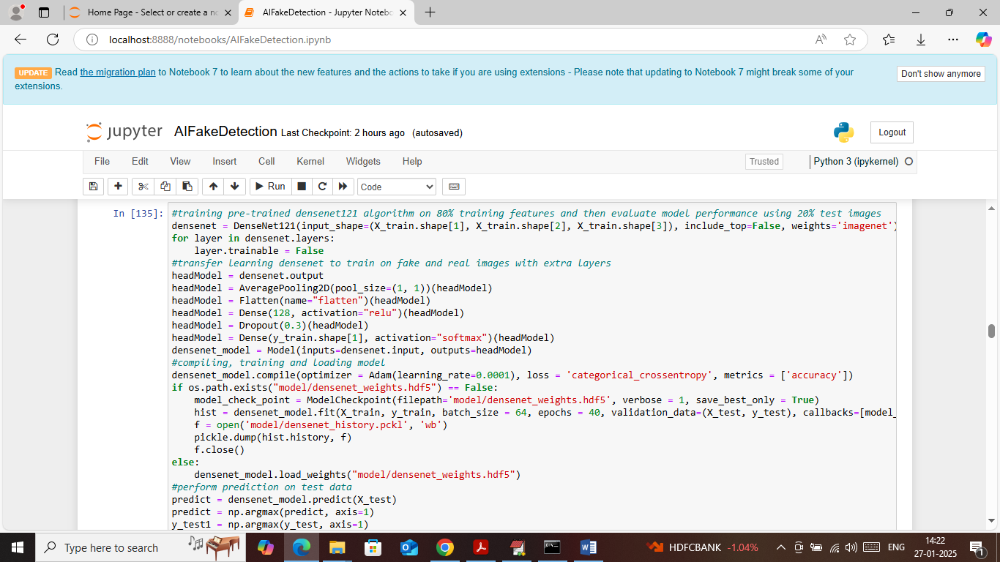 Home Page - Select or create a no
AIFakeDetection - Jupyter Notebo
localhost:8888/notebooks/AIFakeDetection.ipynb
UPDATE Read the migration plan to Notebook 7 to learn about the new features and the actions to take if you are using extensions - Please note that updating to Notebook 7 might break some of your
extensions.
Don't show anymore
jupyter AIFakeDetection Last Checkpoint: 2 hours ago (autosaved)
Logout
File Edit View Insert Cell Kernel Widgets Help
Trusted
Python 3 (ipykernel)
Run
Code
In [135]:
#training pre-trained densenet121 algorithm on 80% training features and then evaluate model performance using 20% test images
densenet = DenseNet121(input_shape=(X_train.shape[1], X_train.shape[2], X_train.shape[3]), include_top=False, weights='imagenet')
for layer in densenet.layers:
    layer.trainable = False
#transfer learning densenet to train on fake and real images with extra layers
headModel = densenet.output
headModel = AveragePooling2D(pool_size=(1, 1))(headModel)
headModel = Flatten(name="flatten")(headModel)
headModel = Dense(128, activation="relu")(headModel)
headModel = Dropout(0.3)(headModel)
headModel = Dense(y_train.shape[1], activation="softmax")(headModel)
densenet_model = Model(inputs=densenet.input, outputs=headModel)
#compiling, training and loading model
densenet_model.compile(optimizer = Adam(learning_rate=0.0001), loss = 'categorical_crossentropy', metrics = ['accuracy'])
if os.path.exists("model/densenet_weights.hdf5") == False:
    model_check_point = ModelCheckpoint(filepath='model/densenet_weights.hdf5', verbose = 1, save_best_only = True)
    hist = densenet_model.fit(X_train, y_train, batch_size = 64, epochs = 40, validation_data=(X_test, y_test), callbacks=[model_
    f = open('model/densenet_history.pckl', 'wb')
    pickle.dump(hist.history, f)
    f.close()
else:
    densenet_model.load_weights("model/densenet_weights.hdf5")
#perform prediction on test data
predict = densenet_model.predict(X_test)
predict = np.argmax(predict, axis=1)
y_test1 = np.argmax(y_test, axis=1)
Type here to search
HDFCBANK -1.04%
ENG
14:22
27-01-2025
1